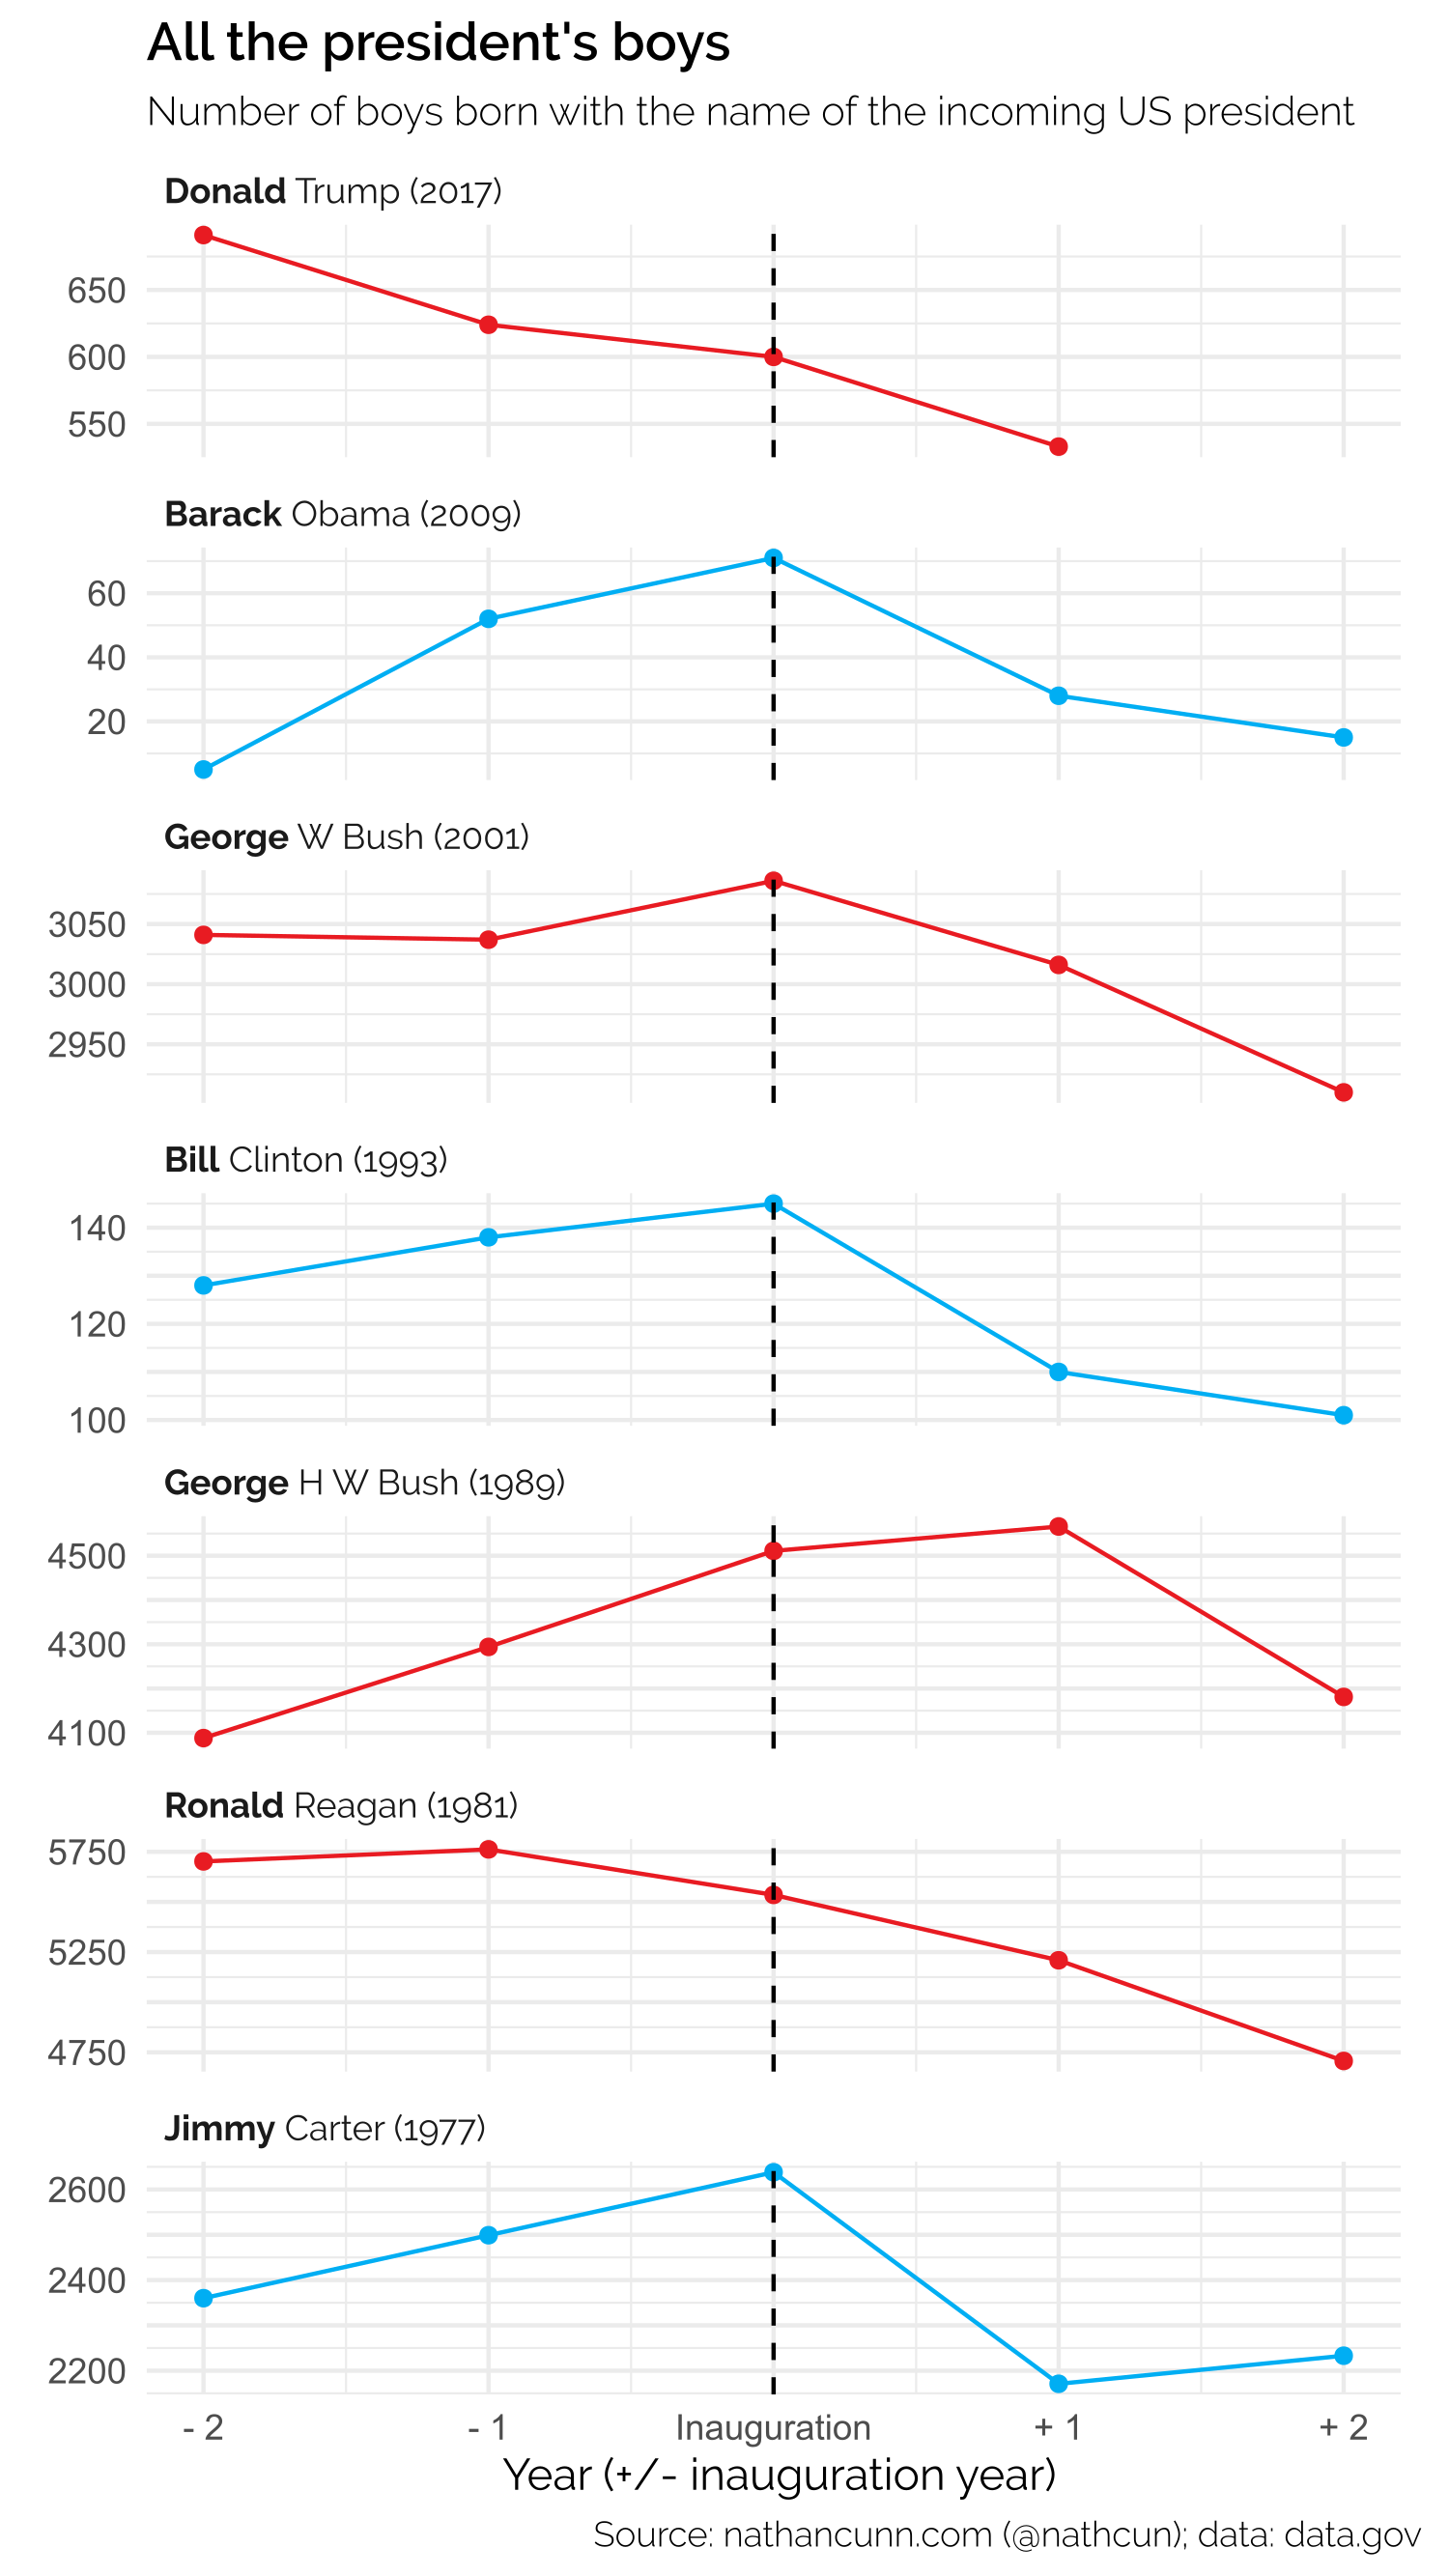 All the president's boys
Number of boys born with the name of the incoming US president
Donald Trump (2017)
650
600
550
Barack Obama (2009)
60
40
20
George W Bush (2001)
3050
3000
2950
Bill Clinton (1993)
140
120
100
George H W Bush (1989)
4500
4300
4100
Ronald Reagan (1981)
5750
5250
4750
Jimmy Carter (1977)
2600
2400
2200
- 2 - 1 Inauguration + 1 + 2
Year (+/- inauguration year)
Source: nathancunn.com (@nathcun); data: data.gov